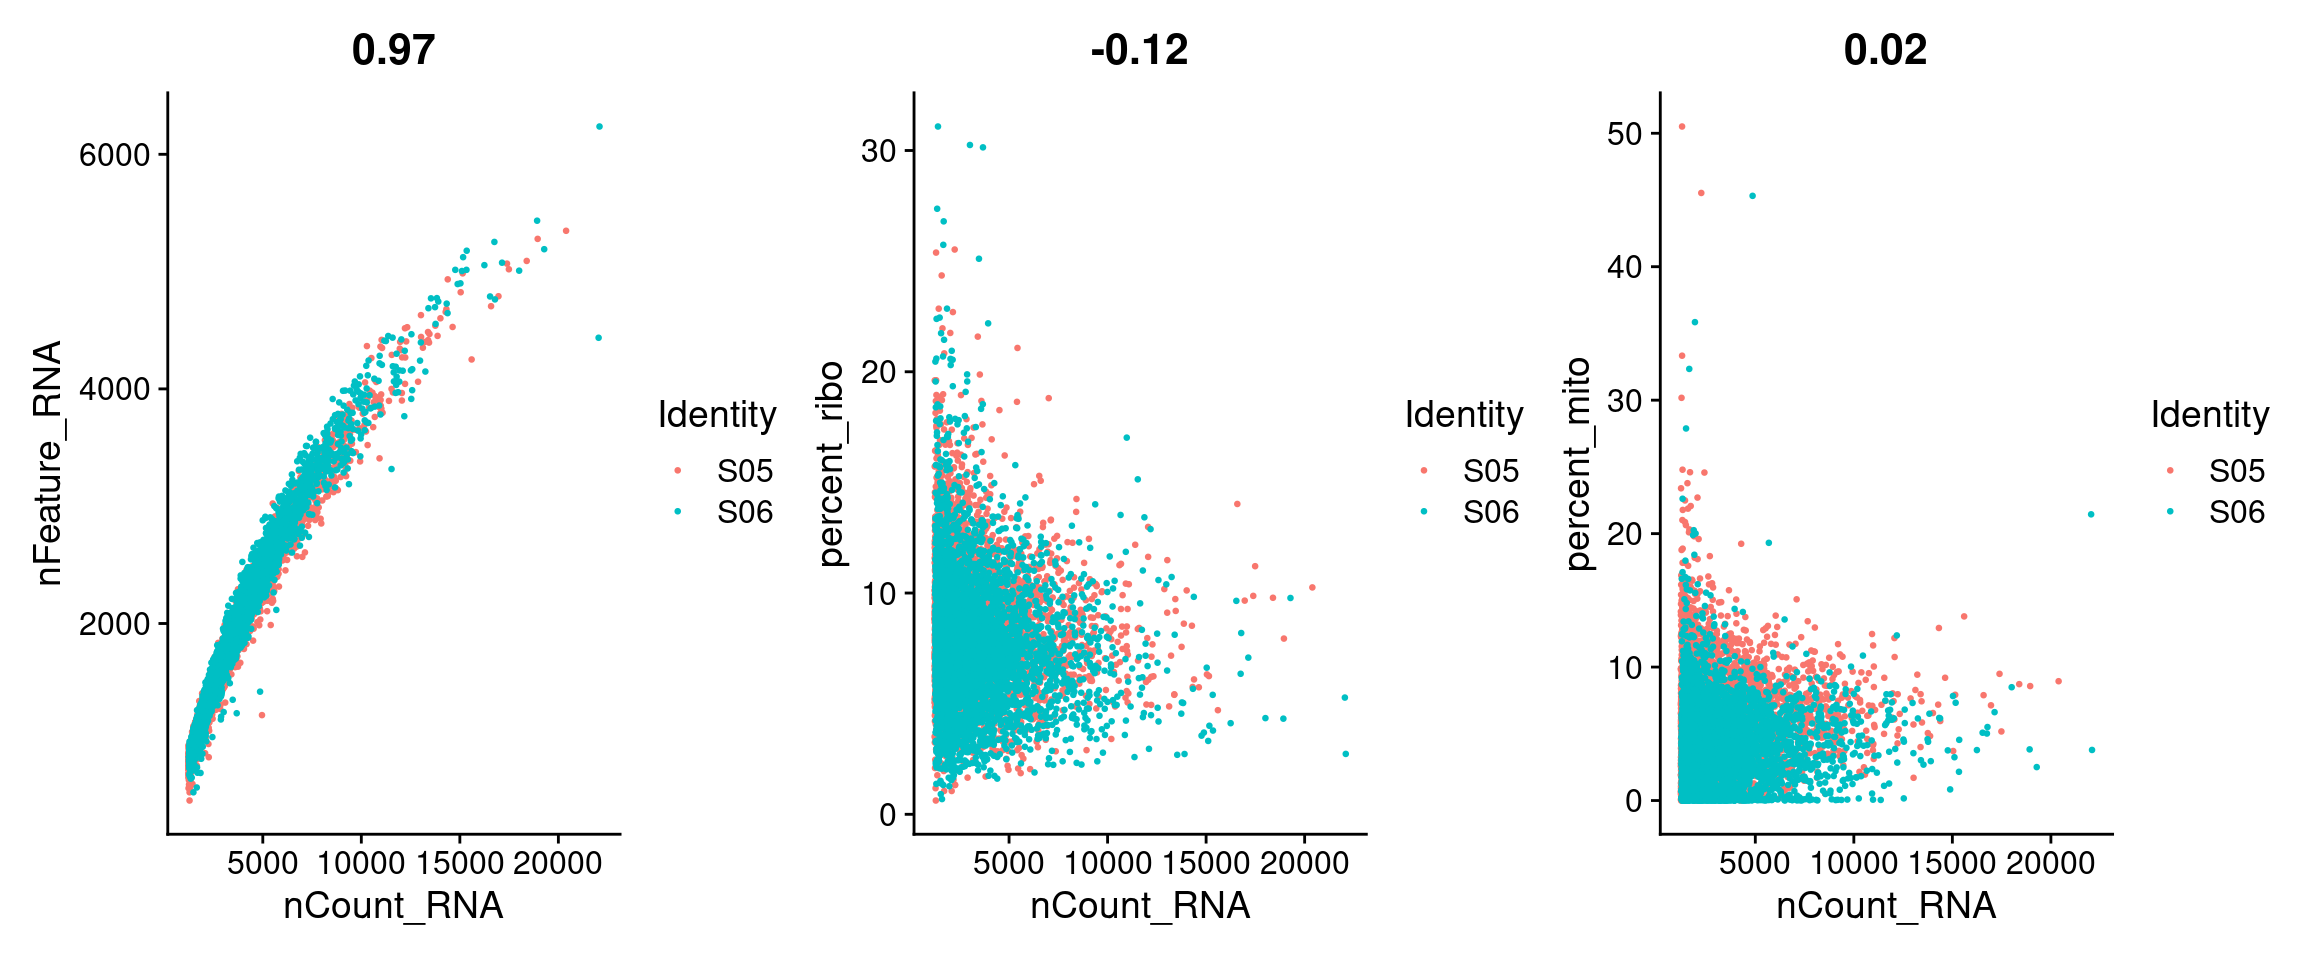 0.97
nFeature_RNA
6000
4000
2000
5000 10000 15000 20000
nCount_RNA
Identity
S05
S06
-0.12
percent_ribo
30
20
10
0
5000 10000 15000 20000
nCount_RNA
Identity
S05
S06
0.02
percent_mito
50
40
30
20
10
0
5000 10000 15000 20000
nCount_RNA
Identity
S05
S06